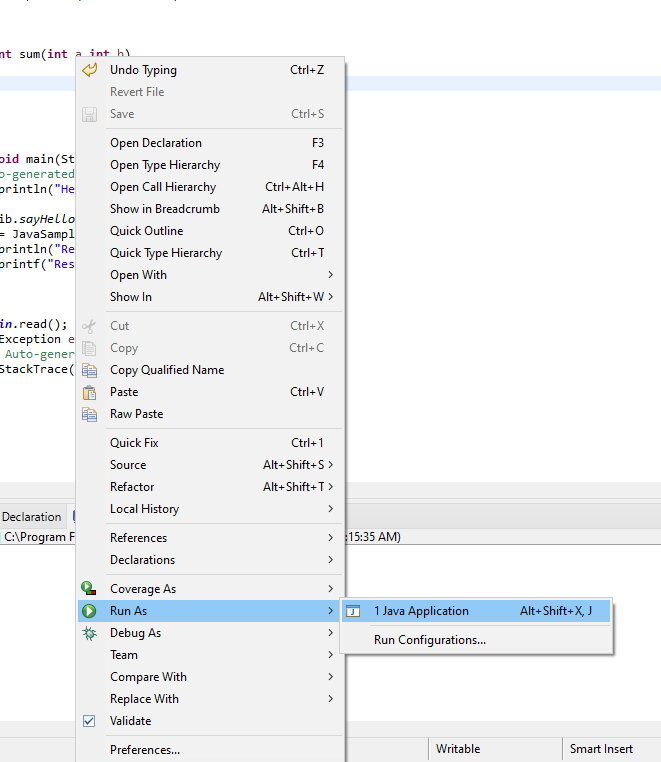 nt sum(int a int b)
Undo Typing Ctrl+Z
Revert File
Save Ctrl+S
Open Declaration F3
oid main(St
Open Type Hierarchy F4
o-generated
println("He
Open Call Hierarchy Ctrl+Alt+H
Show in Breadcrumb Alt+Shift+B
ib.sayHello
Quick Outline Ctrl+O
= JavaSampl
println("Re
Quick Type Hierarchy Ctrl+T
printf("Res
Open With
Show In Alt+Shift+W
in.read();
Cut Ctrl+X
Exception e
Copy Ctrl+C
Auto-gener
StackTrace(
Copy Qualified Name
Paste Ctrl+V
Raw Paste
Quick Fix Ctrl+1
Source Alt+Shift+S
Refactor Alt+Shift+T
Local History
Declaration
C:\Program F :15:35 AM)
References
Declarations
Coverage As
Run As
1 Java Application Alt+Shift+X, J
Debug As
Run Configurations...
Team
Compare With
Replace With
Validate
Preferences...
Writable
Smart Insert